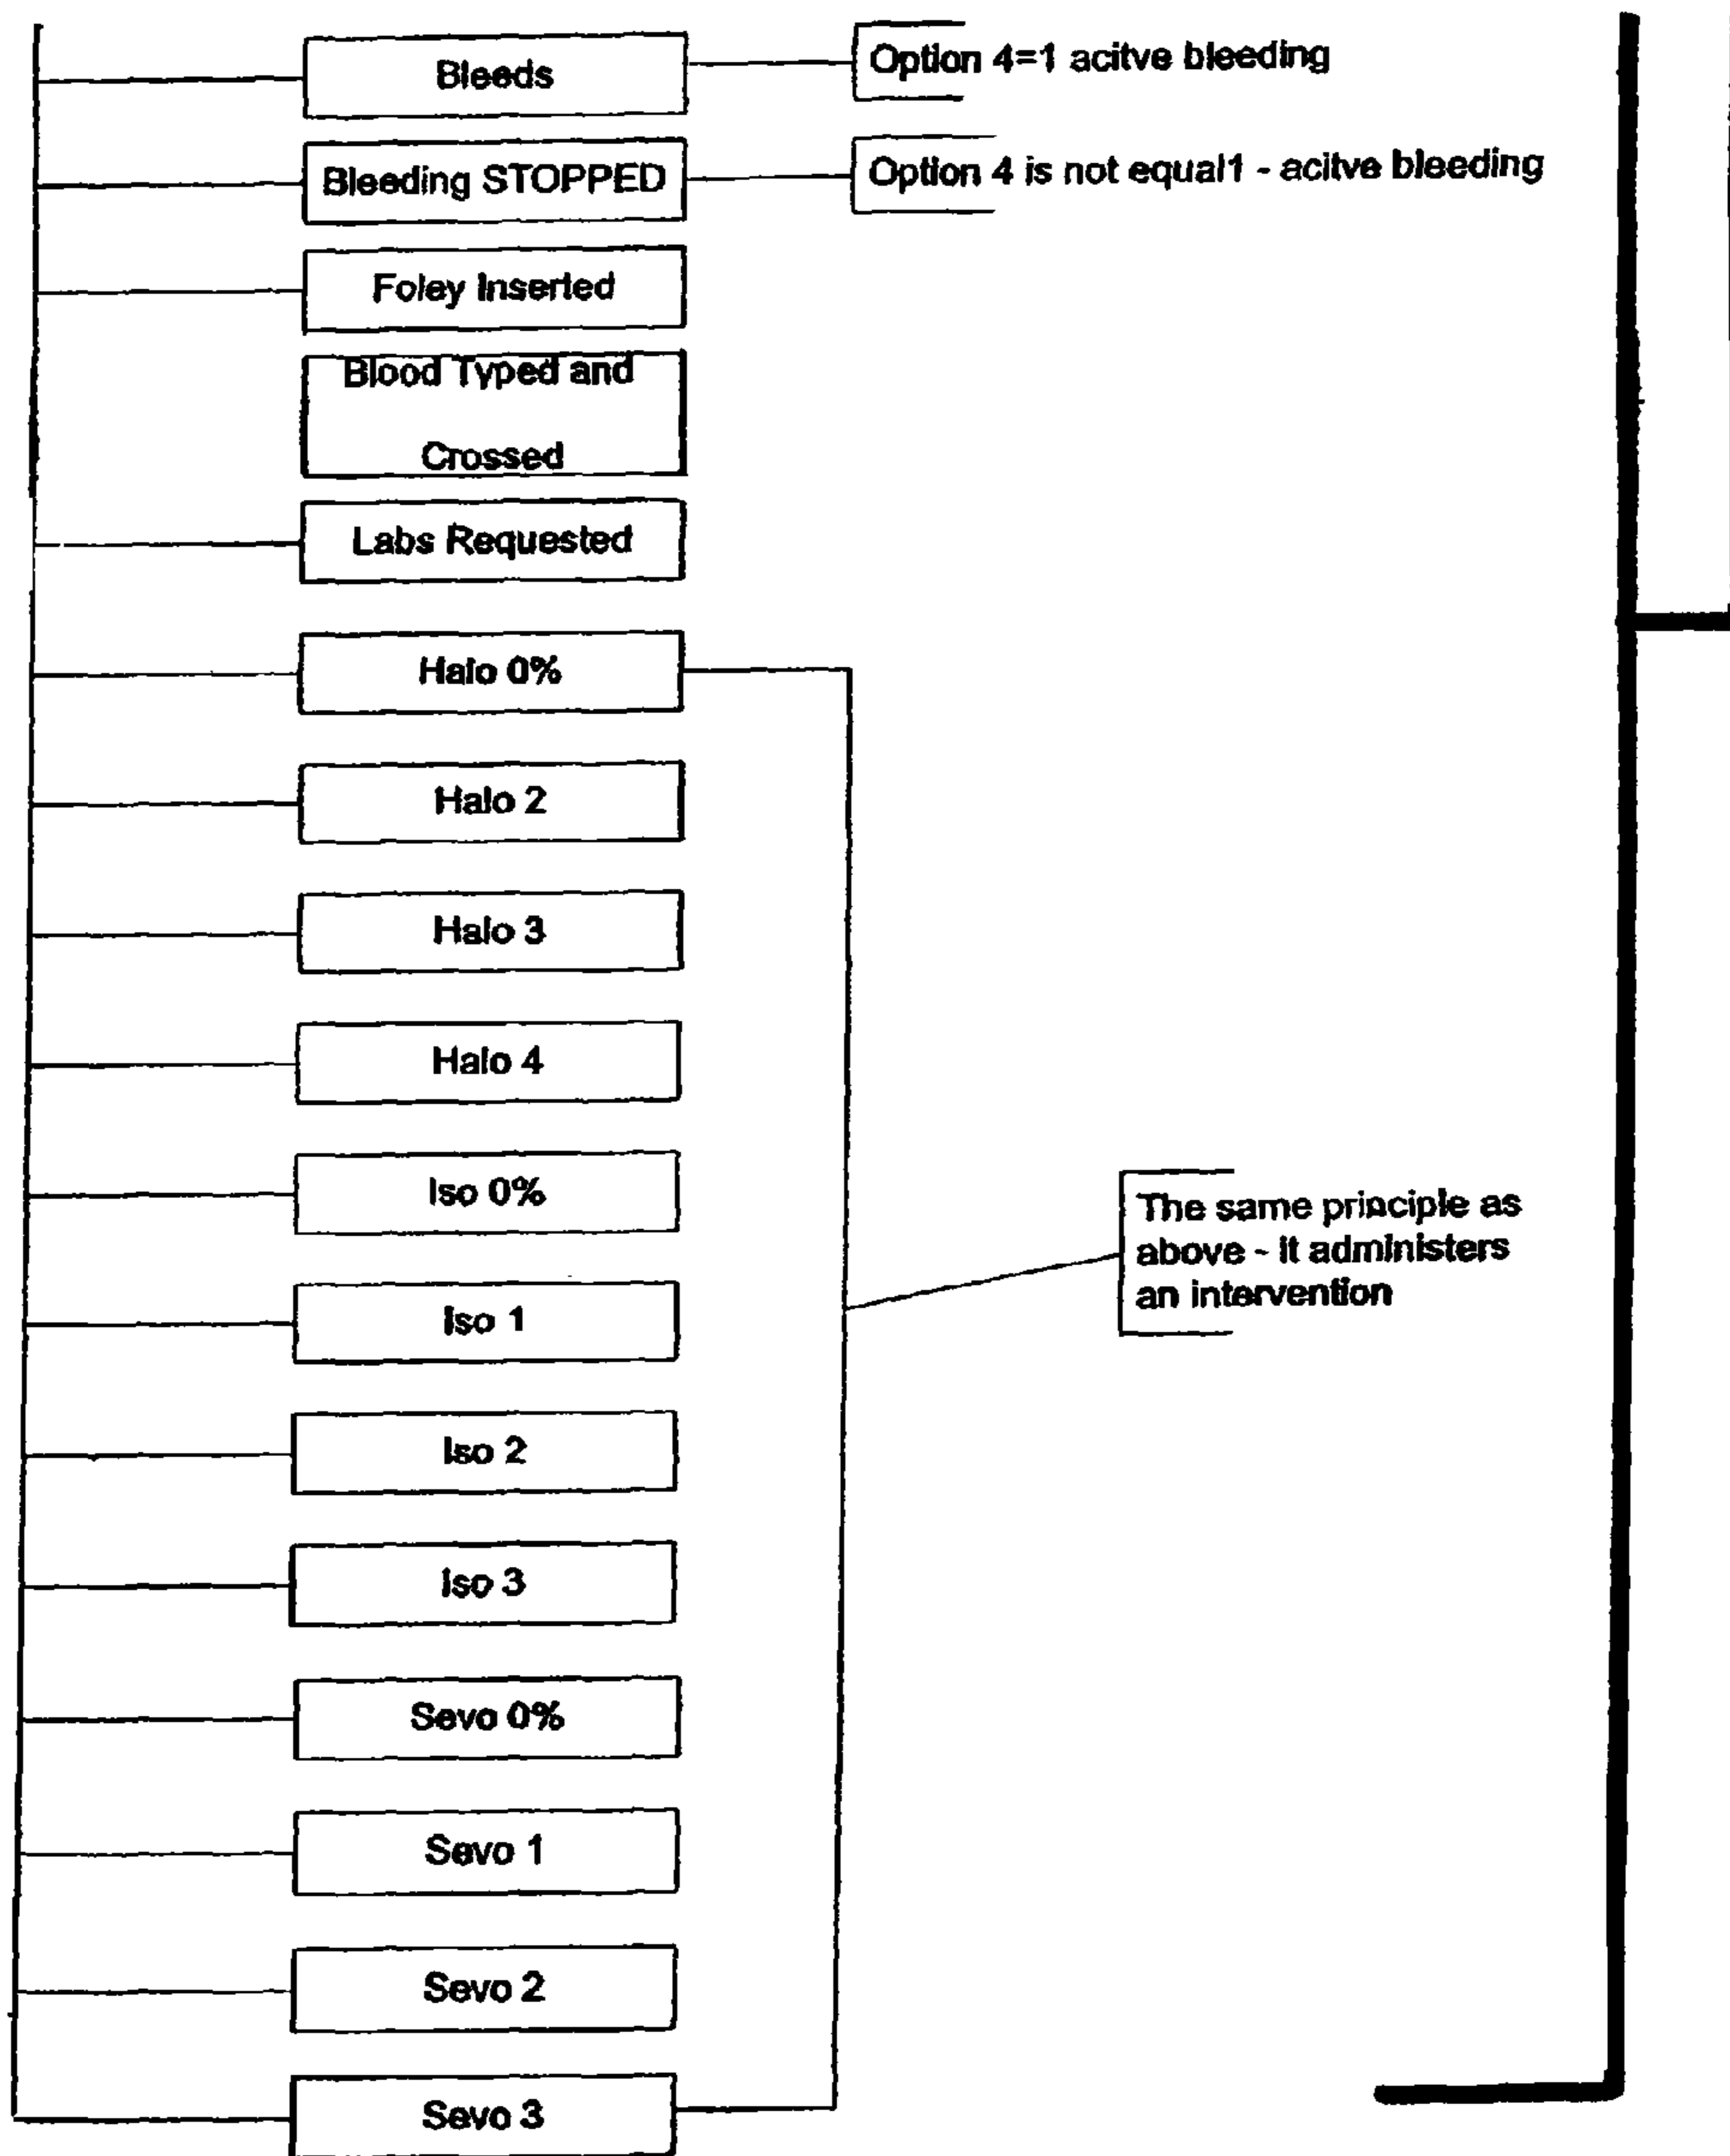 Bleeds
Option 4=1 acitve bleeding
Bleeding STOPPED
Option 4 is not equal1 - acitve bleeding
Foley Inserted
Blood Typed and
Crossed
Labs Requested
Halo 0%
Halo 2
Halo 3
Halo 4
Iso 0%
Iso 1
Iso 2
Iso 3
Sevo 0%
Sevo 1
Sevo 2
Sevo 3
The same principle as
above - it administers
an intervention